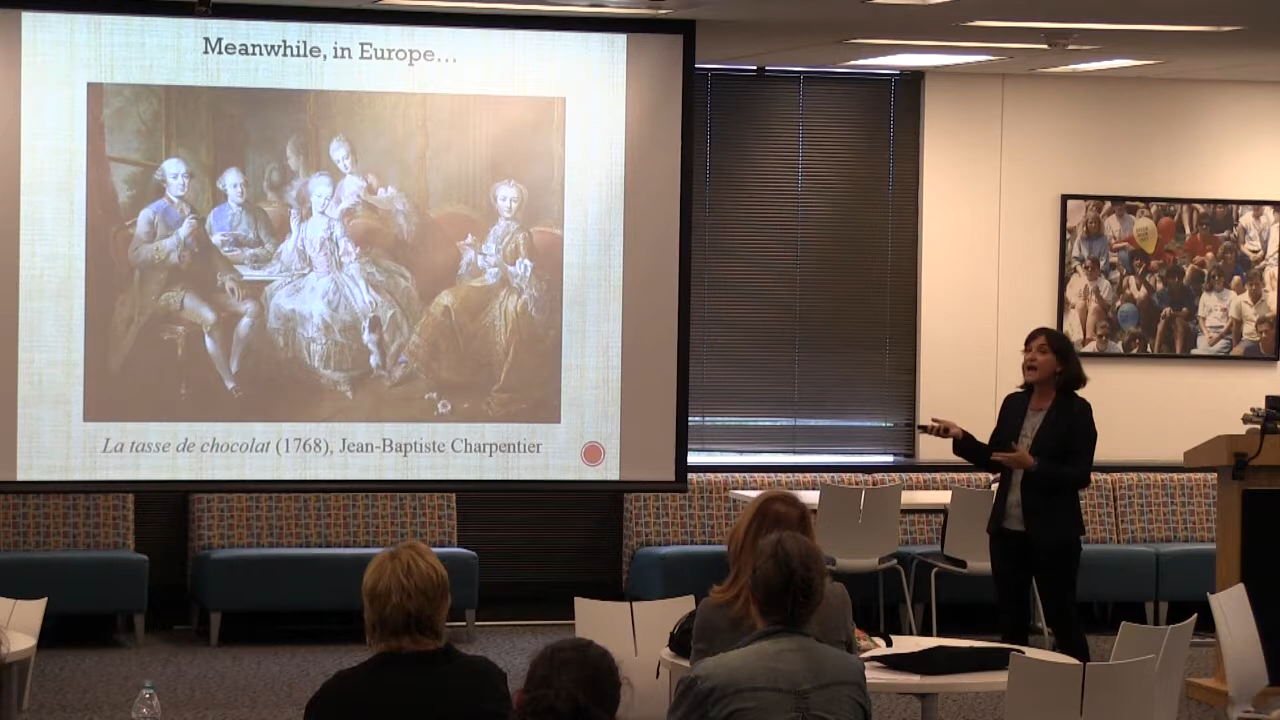 Meanwhile, in Europe...
La tasse de chocolat (1768), Jean-Baptiste Charpentier